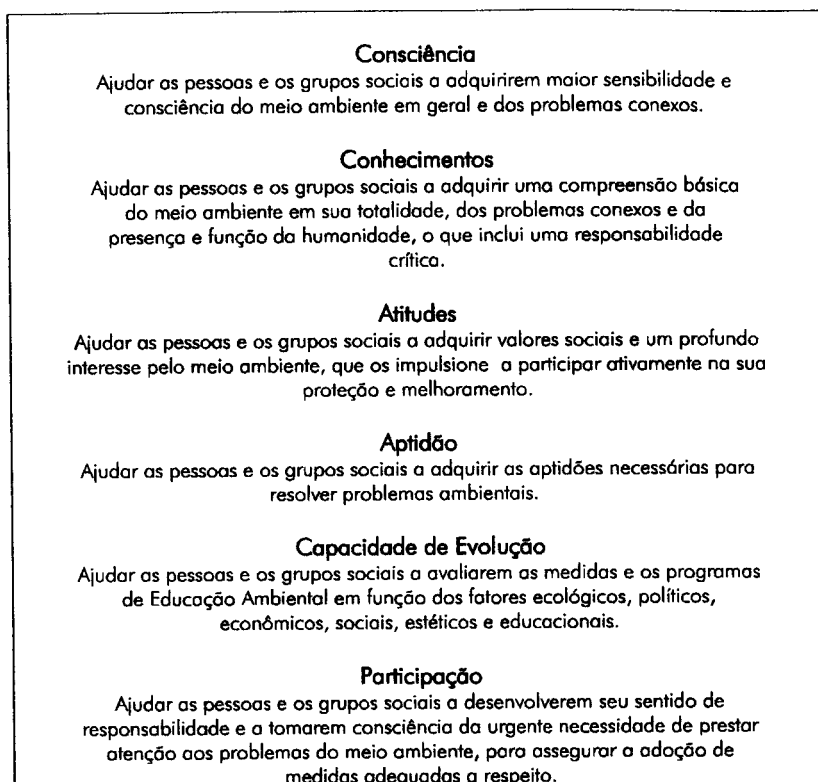 Consciência
Ajudar as pessoas e os grupos sociais a adquirirem maior sensibilidade e
consciência do meio ambiente em geral e dos problemas conexos.
Conhecimentos
Ajudar as pessoas e os grupos sociais a adquirir uma compreensão básica
do meio ambiente em sua totalidade, dos problemas conexos e da
presença e função da humanidade, o que inclui uma responsabilidade
crítica.
Atitudes
Ajudar as pessoas e os grupos sociais a adquirir valores sociais e um profundo
interesse pelo meio ambiente, que os impulsione a participar ativamente na sua
proteção e melhoramento.
Aptidão
Ajudar as pessoas e os grupos sociais a adquirir as aptidões necessárias para
resolver problemas ambientais.
Capacidade de Evolução
Ajudar as pessoas e os grupos sociais a avaliarem as medidas e os programas
de Educação Ambiental em função dos fatores ecológicos, políticos,
econômicos, sociais, estéticos e educacionais.
Participação
Ajudar as pessoas e os grupos sociais a desenvolverem seu sentido de
responsabilidade e a tomarem consciência da urgente necessidade de prestar
atenção aos problemas do meio ambiente, para assegurar a adoção de
medidas adequadas a respeito.